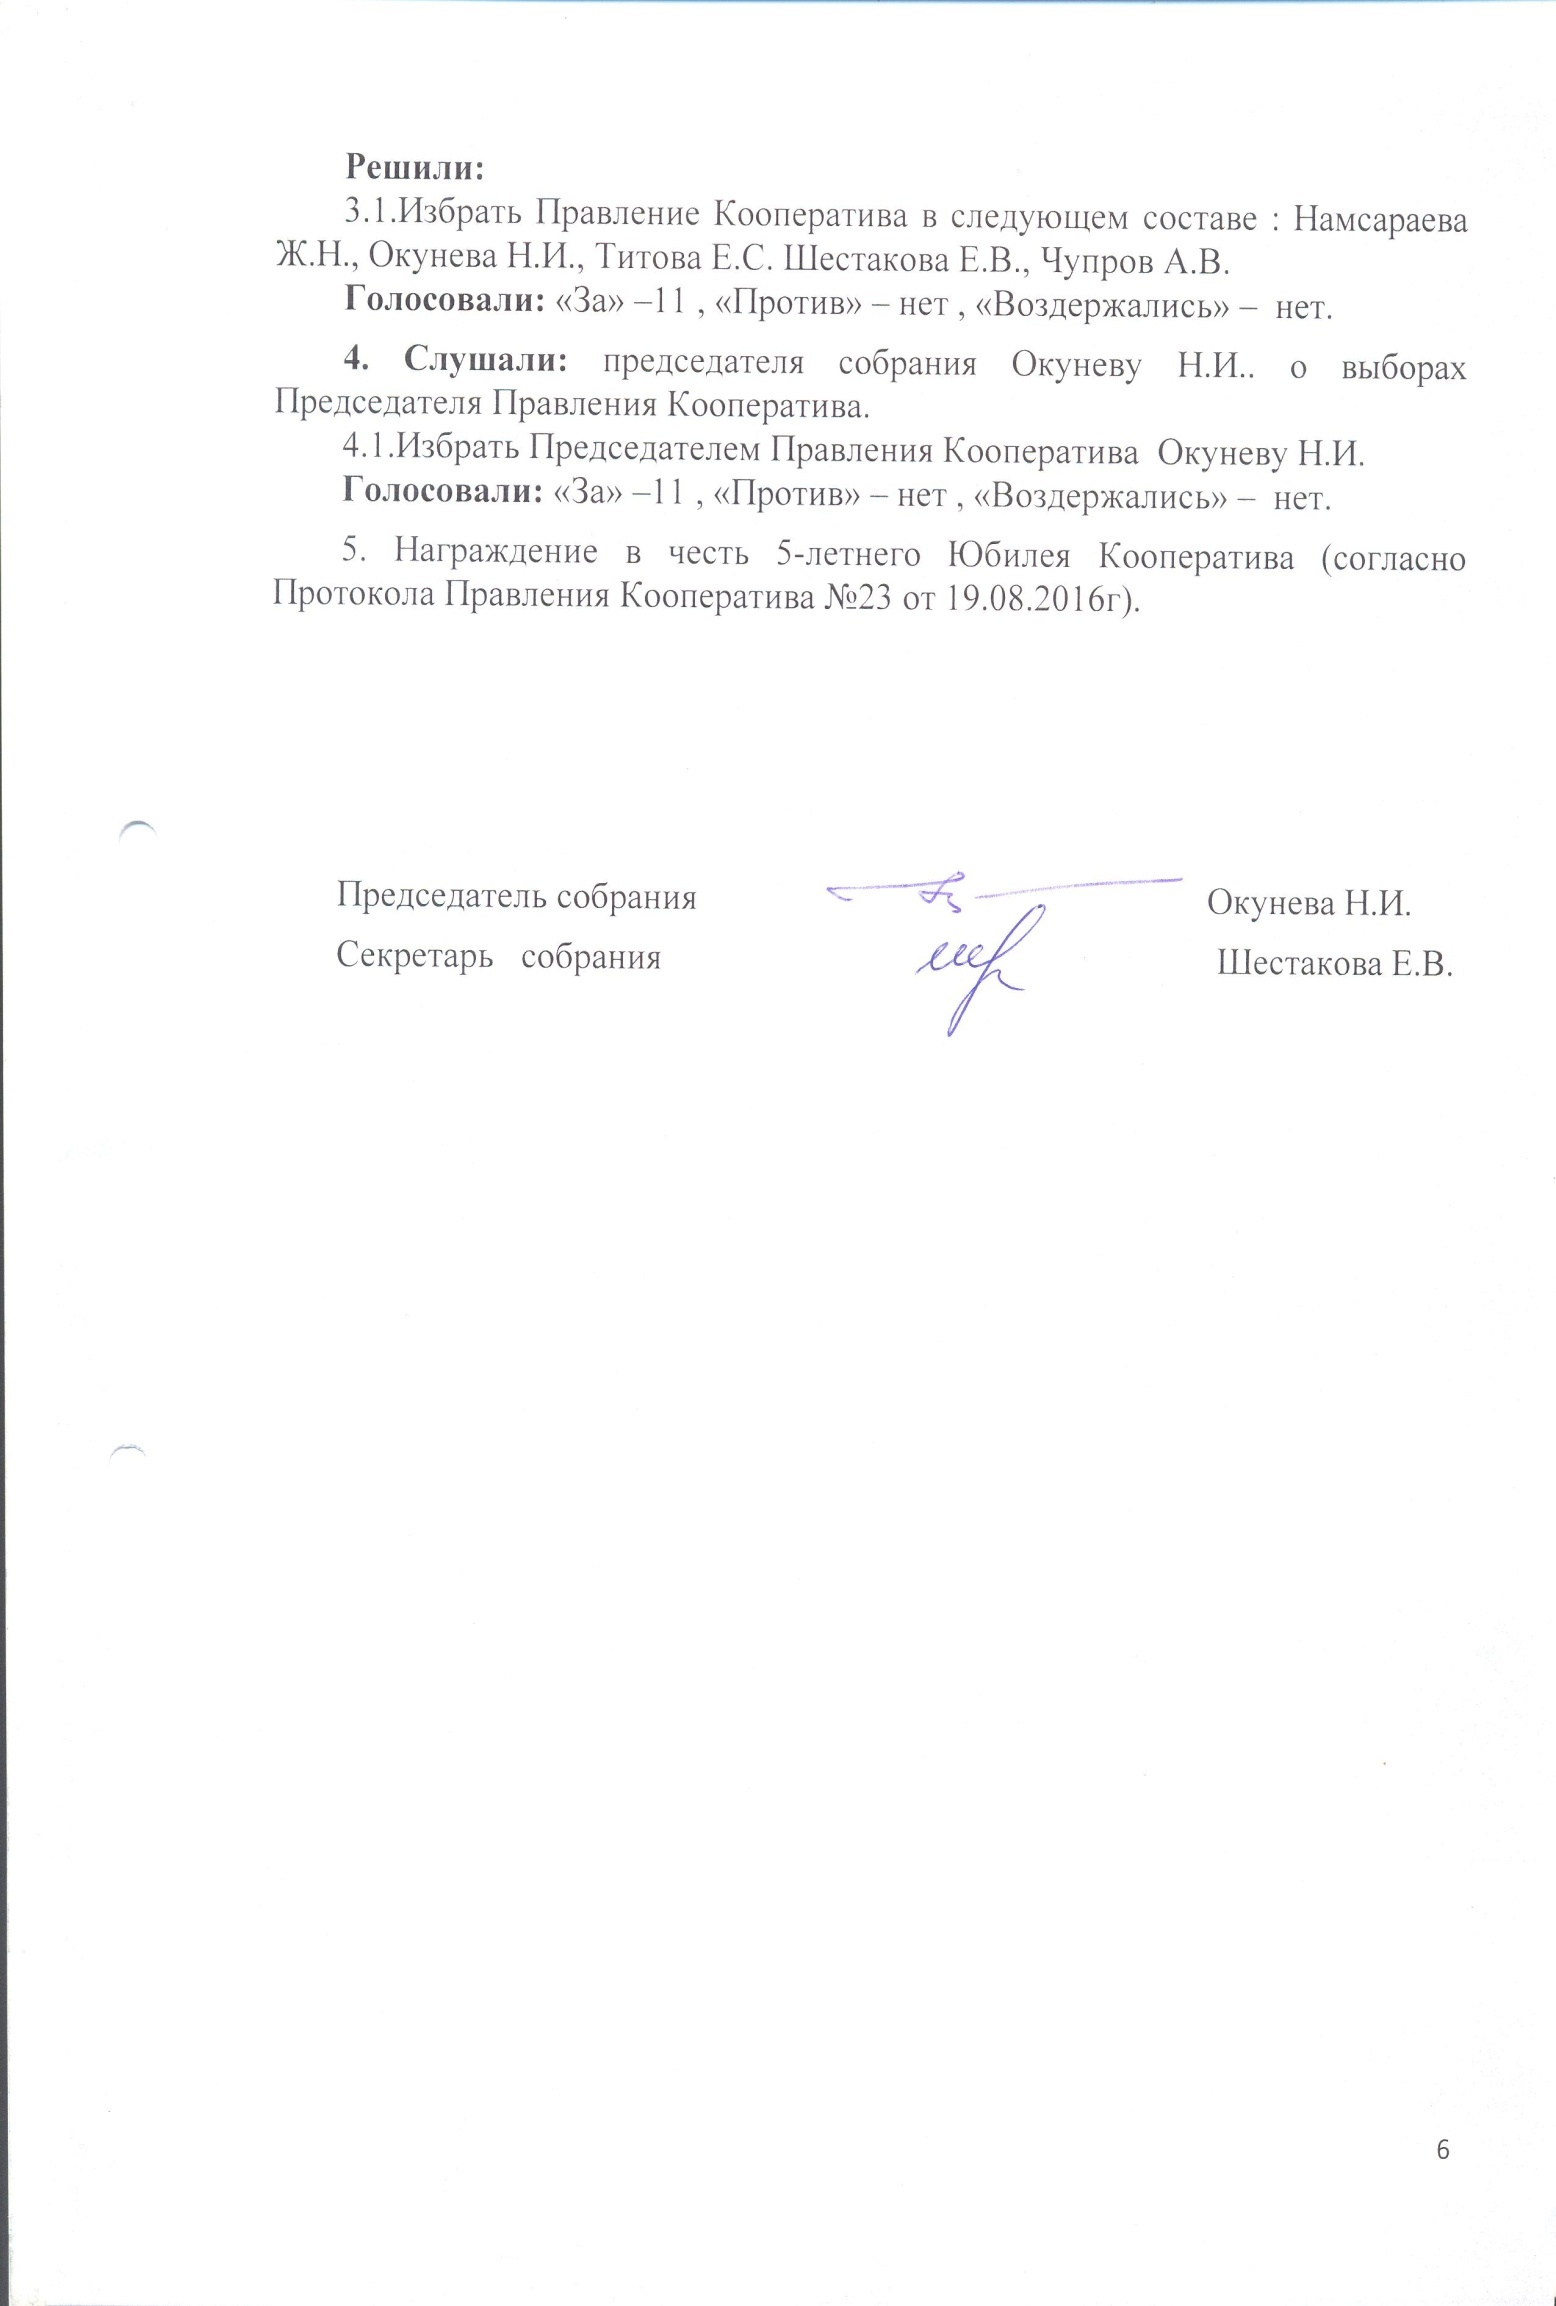 Решили:
3.1.Избрать Правление Кооператива в следующем составе : Намсараева
Ж.Н., Окунева Н.И., Титова Е.С. Шестакова Е.В., Чупров А.В.
Голосовали: «За» –11 , «Против» – нет , «Воздержались» – нет.
4. Слушали: председателя собрания Окуневу Н.И.. о выборах
Председателя Правления Кооператива.
4.1.Избрать Председателем Правления Кооператива Окуневу Н.И.
Голосовали: «За» –11 , «Против» – нет , «Воздержались» – нет.
5. Награждение в честь 5-летнего Юбилея Кооператива (согласно
Протокола Правления Кооператива №23 от 19.08.2016г).
Председатель собрания Окунева Н.И.
Секретарь собрания Шестакова Е.В.
6